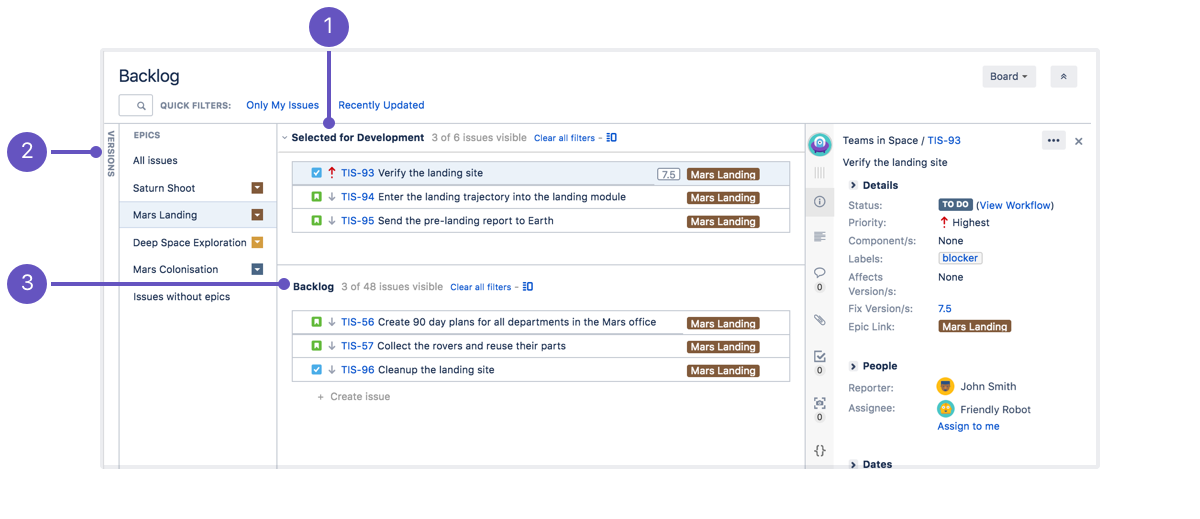 1
Backlog
Board
QUICK FILTERS: Only My Issues Recently Updated
2
VERSIONS
EPICS
All issues
Saturn Shoot
Mars Landing
Deep Space Exploration
Mars Colonisation
Issues without epics
Selected for Development 3 of 6 issues visible Clear all filters -
TIS-93 Verify the landing site 7.5 Mars Landing
TIS-94 Enter the landing trajectory into the landing module Mars Landing
TIS-95 Send the pre-landing report to Earth Mars Landing
3
Backlog 3 of 48 issues visible Clear all filters -
TIS-56 Create 90 day plans for all departments in the Mars office Mars Landing
TIS-57 Collect the rovers and reuse their parts Mars Landing
TIS-96 Cleanup the landing site Mars Landing
+ Create issue
0
0
0
{}
Teams in Space / TIS-93
Verify the landing site
Details
Status: TO DO (View Workflow)
Priority: Highest
Component/s: None
Labels: blocker
Affects None
Version/s:
Fix Version/s: 7.5
Epic Link: Mars Landing
People
Reporter: John Smith
Assignee: Friendly Robot
Assign to me
Dates